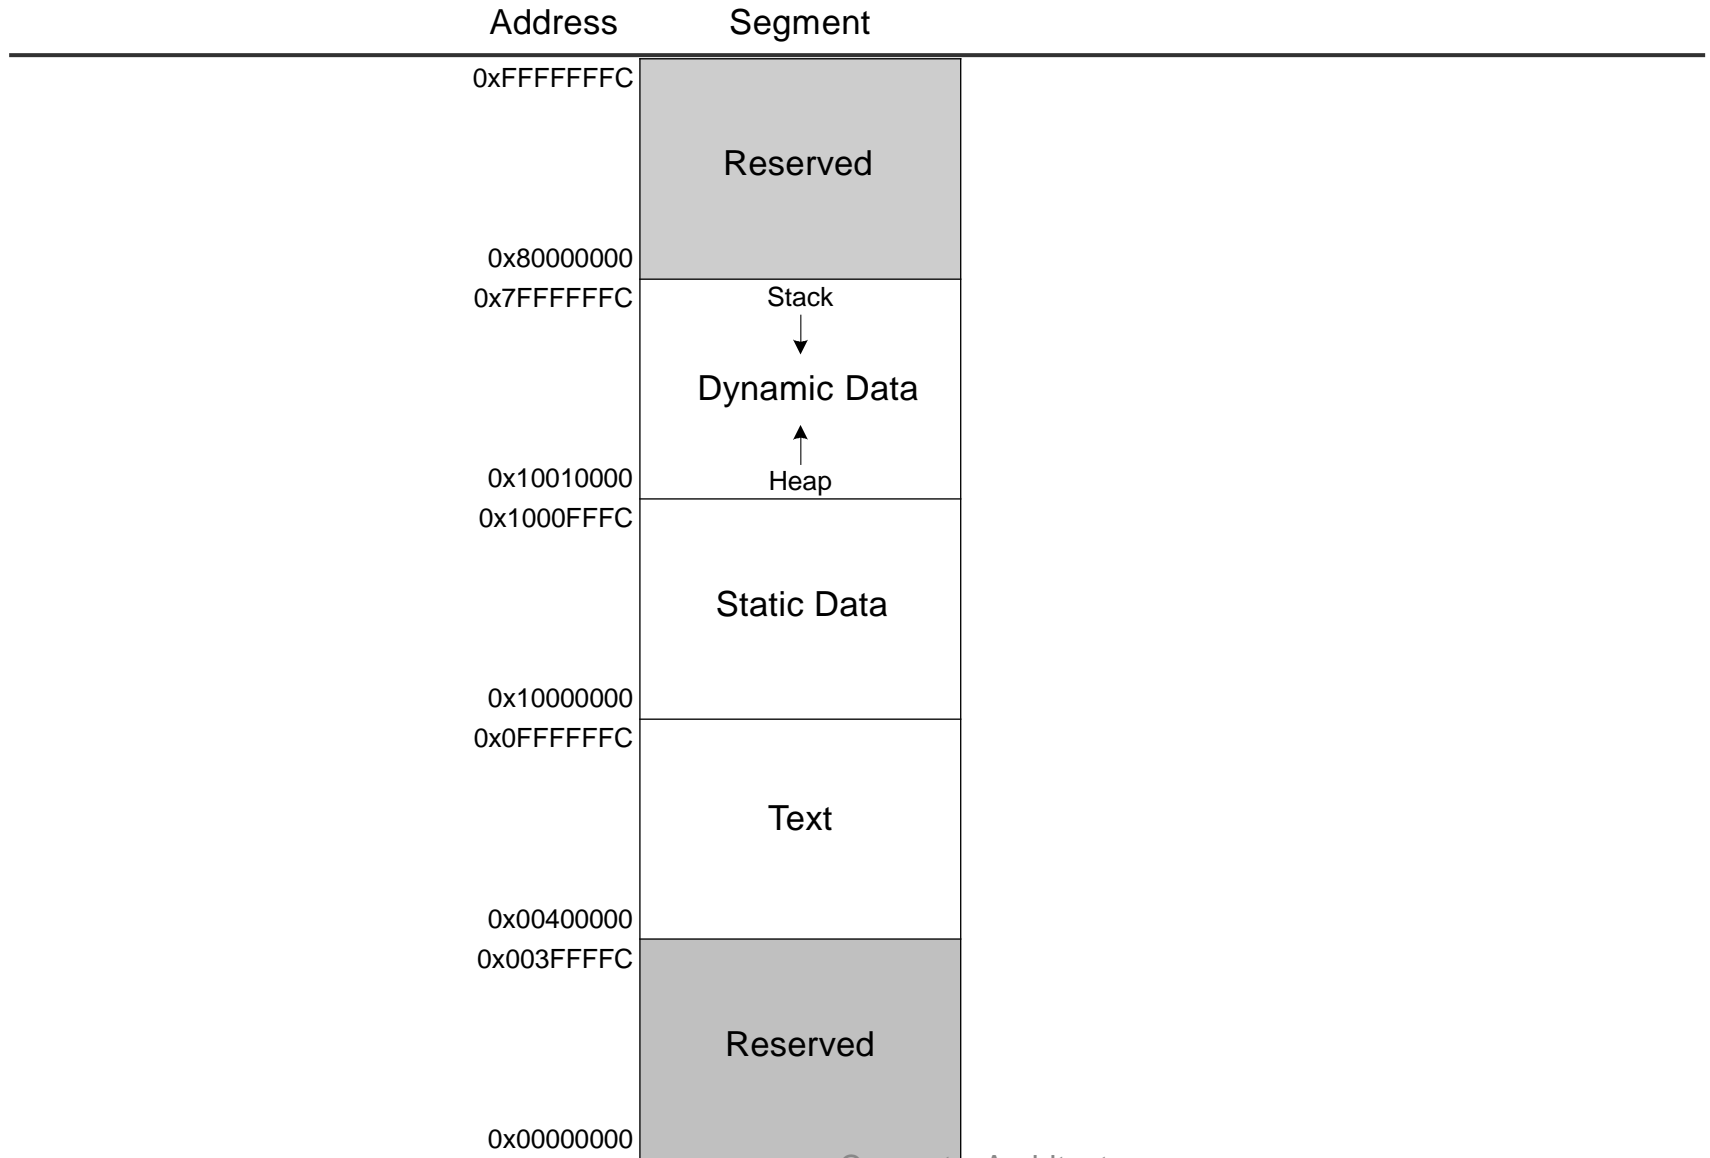 Address Segment
0xFFFFFFFC
Reserved
0x80000000
0x7FFFFFFC Stack
Dynamic Data
0x10010000 Heap
0x1000FFFC
Static Data
0x10000000
0x0FFFFFFC
Text
0x00400000
0x003FFFFC
Reserved
0x00000000